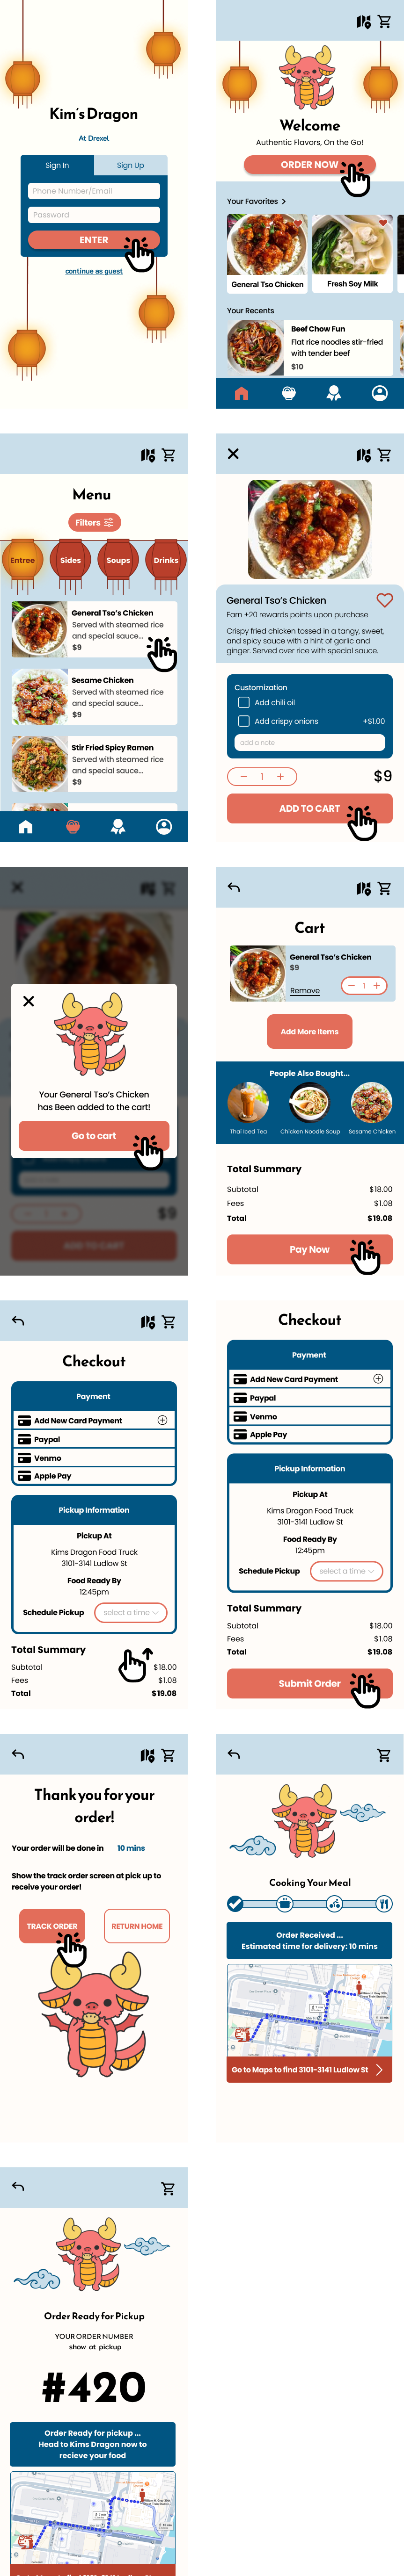 Kim's Dragon
At Drexel
Sign In
Sign Up
Phone Number/Email
Password
ENTER
continue as guest
Welcome
Authentic Flavors, On the Go!
ORDER NOW
Your Favorites >
General Tso Chicken
Fresh Soy Milk
Your Recents
Beef Chow Fun
Flat rice noodles stir-fried
with tender beef
$10
Menu
Filters
Entree
Sides
Soups
Drinks
General Tso's Chicken
Served with steamed rice
and special sauce...
$9
Sesame Chicken
Served with steamed rice
and special sauce...
$9
Stir Fried Spicy Ramen
Served with steamed rice
and special sauce...
$9
General Tso's Chicken
Earn +20 rewards points upon purchase
Crispy fried chicken tossed in a tangy, sweet,
and spicy sauce with a hint of garlic and
ginger. Served over rice with special sauce.
Customization
Add chili oil
Add crispy onions +$1.00
add a note
— 1 +
$9
ADD TO CART
Your General Tso's Chicken
has Been added to the cart!
Go to cart
$9
ADD TO CART
Cart
General Tso's Chicken
$9
Remove
— 1 +
Add More Items
People Also Bought...
Thai Iced Tea
Chicken Noodle Soup
Sesame Chicken
Total Summary
Subtotal $18.00
Fees $1.08
Total $19.08
Pay Now
Checkout
Payment
Add New Card Payment
Paypal
Venmo
Apple Pay
Pickup Information
Pickup At
Kims Dragon Food Truck
3101-3141 Ludlow St
Food Ready By
12:45pm
Schedule Pickup
select a time
Total Summary
Subtotal $18.00
Fees $1.08
Total $19.08
Checkout
Payment
Add New Card Payment
Paypal
Venmo
Apple Pay
Pickup Information
Pickup At
Kims Dragon Food Truck
3101-3141 Ludlow St
Food Ready By
12:45pm
Schedule Pickup
select a time
Total Summary
Subtotal $18.00
Fees $1.08
Total $19.08
Submit Order
Thank you for your
order!
Your order will be done in 10 mins
Show the track order screen at pick up to
receive your order!
TRACK ORDER
RETURN HOME
Cooking Your Meal
Order Received ...
Estimated time for delivery: 10 mins
Go to Maps to find 3101-3141 Ludlow St
Order Ready for Pickup
YOUR ORDER NUMBER
show at pickup
#420
Order Ready for pickup ...
Head to Kims Dragon now to
recieve your food